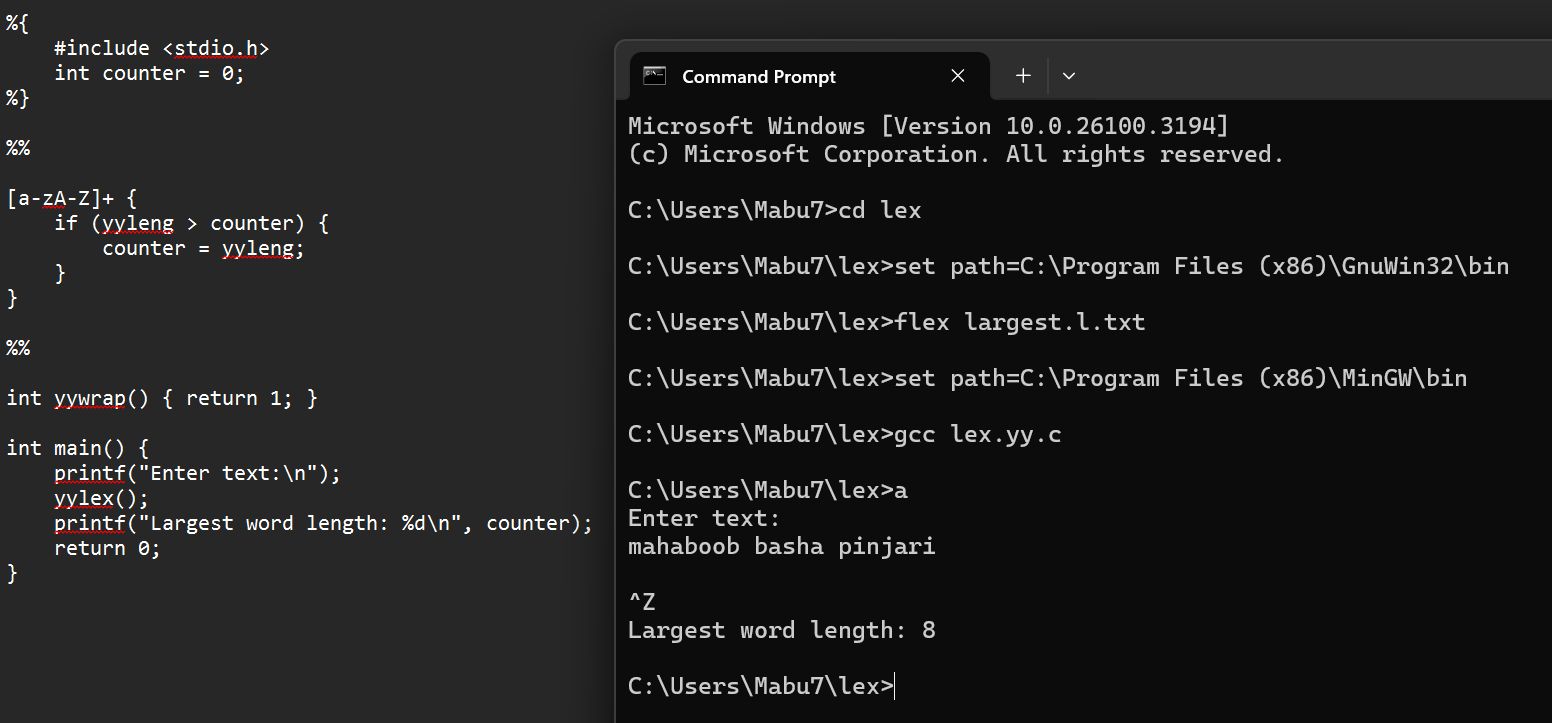 %{
    #include <stdio.h>
    int counter = 0;
%}
%%
[a-zA-Z]+ {
    if (yyleng > counter) {
        counter = yyleng;
    }
}
%%
int yywrap() { return 1; }
int main() {
    printf("Enter text:\n");
    yylex();
    printf("Largest word length: %d\n", counter);
    return 0;
}
Command Prompt
Microsoft Windows [Version 10.0.26100.3194]
(c) Microsoft Corporation. All rights reserved.
C:\Users\Mabu7>cd lex
C:\Users\Mabu7\lex>set path=C:\Program Files (x86)\GnuWin32\bin
C:\Users\Mabu7\lex>flex largest.l.txt
C:\Users\Mabu7\lex>set path=C:\Program Files (x86)\MinGW\bin
C:\Users\Mabu7\lex>gcc lex.yy.c
C:\Users\Mabu7\lex>a
Enter text:
mahaboob basha pinjari
^Z
Largest word length: 8
C:\Users\Mabu7\lex>